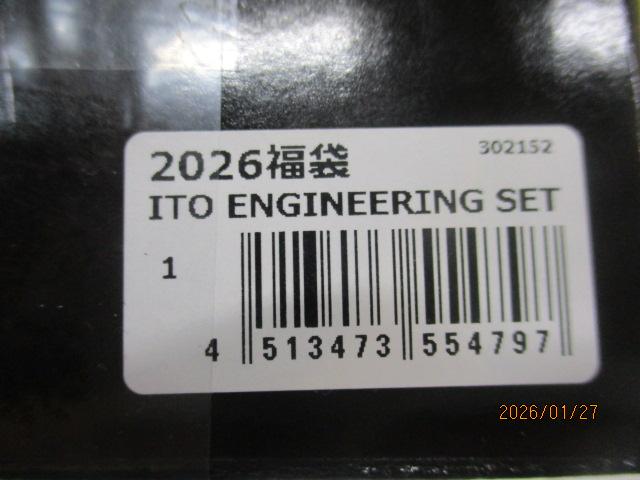 2026福袋 302152
ITO ENGINEERING SET
1
4 513473 554797
2026/01/27